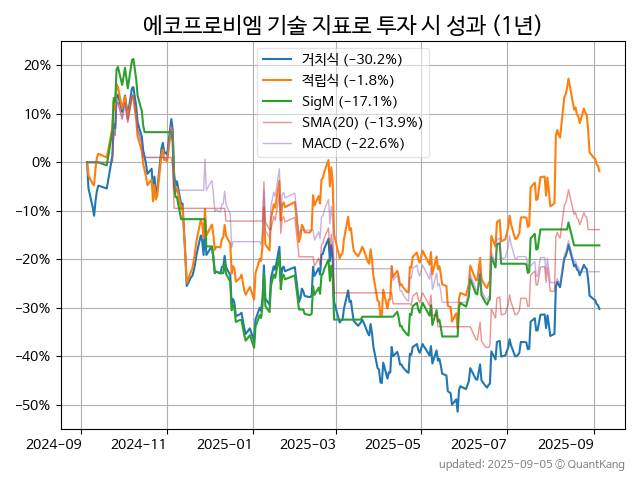 에코프로비엠 기술 지표로 투자 시 성과 (1년)
거치식 (−30.2%)
적립식 (−1.8%)
SigM (−17.1%)
SMA(20) (−13.9%)
MACD (−22.6%)
20%
10%
0%
−10%
−20%
−30%
−40%
−50%
2024−09 2024−11 2025−01 2025−03 2025−05 2025−07 2025−09
updated: 2025-09-05 © QuantKang